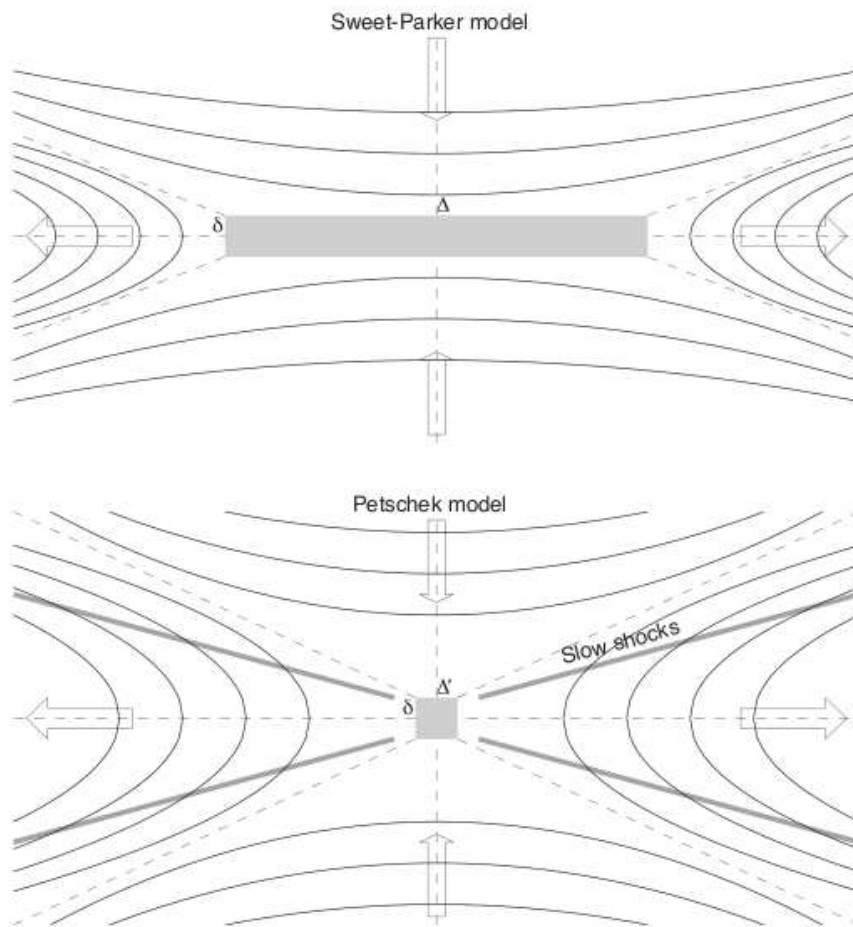 Sweet-Parker model
Δ
δ
Petschek model
Slow shocks
Δ'
δ